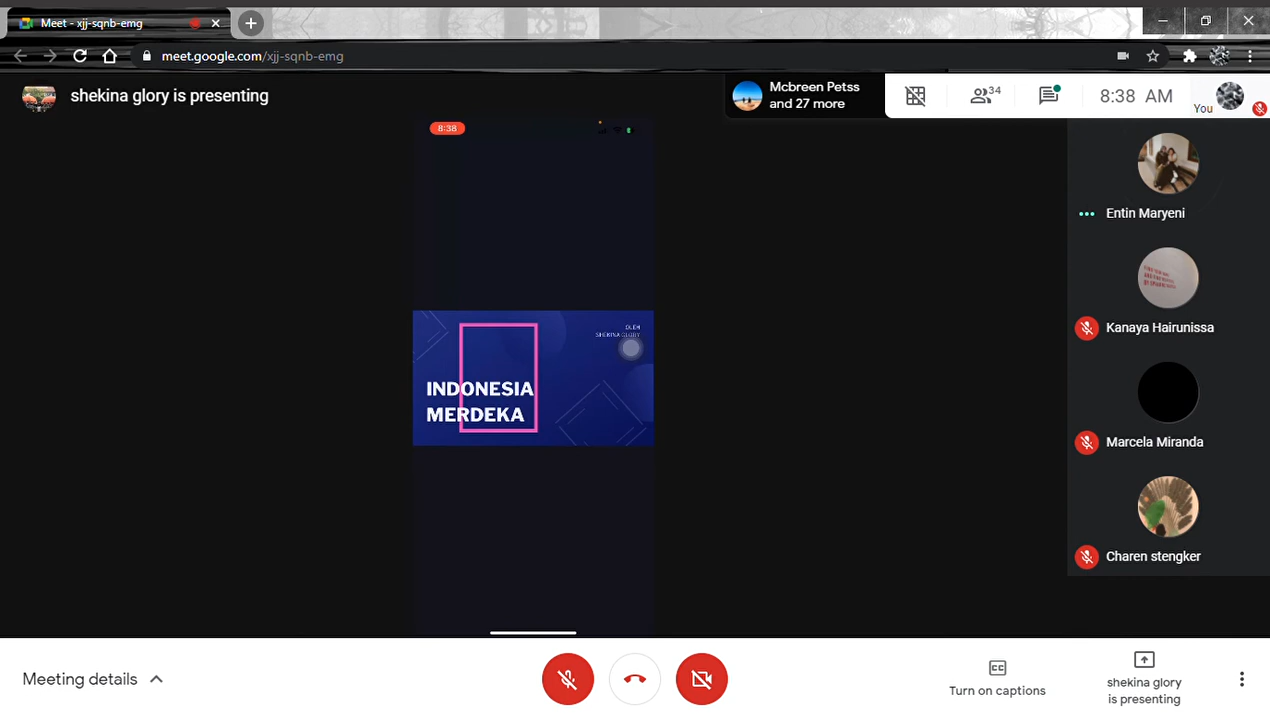 Meet - xjj-sqnb-emg
meet.google.com/xjj-sqnb-emg
shekina glory is presenting
Mcbreen Petss
and 27 more
34
8:38 AM
You
8:38
OLEH
SHEKINA GLORY
INDONESIA
MERDEKA
Entin Maryeni
Kanaya Hairunissa
Marcela Miranda
Charen stengker
Meeting details
CC
Turn on captions
shekina glory
is presenting